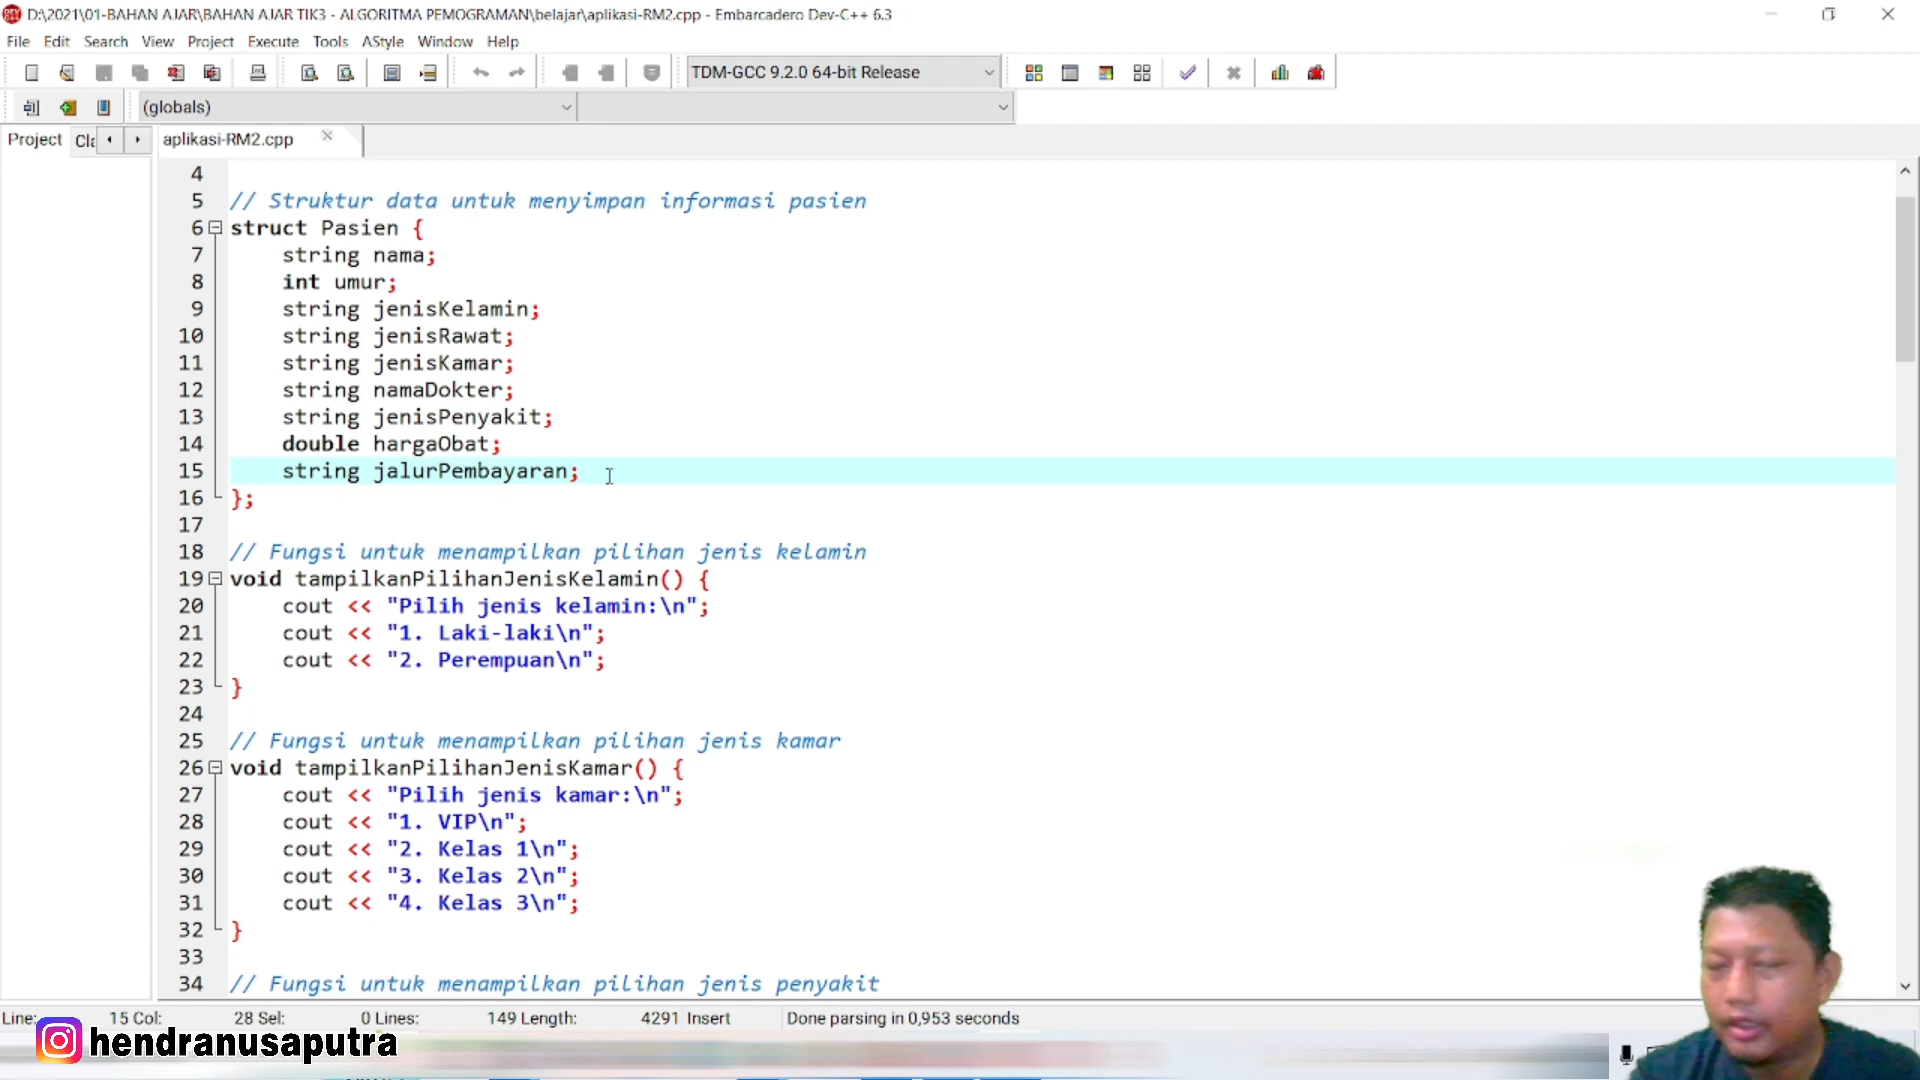 D:\2021\01-BAHAN AJAR\BAHAN AJAR TIK3 - ALGORITMA PEMOGRAMAN\belajar\aplikasi-RM2.cpp - Embarcadero Dev-C++ 6.3
File Edit Search View Project Execute Tools AStyle Window Help
TDM-GCC 9.2.0 64-bit Release
(globals)
Project Cla aplikasi-RM2.cpp
4
5 // Struktur data untuk menyimpan informasi pasien
6 struct Pasien {
7 string nama;
8 int umur;
9 string jenisKelamin;
10 string jenisRawat;
11 string jenisKamar;
12 string namaDokter;
13 string jenisPenyakit;
14 double hargaObat;
15 string jalurPembayaran;
16 };
17
18 // Fungsi untuk menampilkan pilihan jenis kelamin
19 void tampilkanPilihanJenisKelamin() {
20 cout << "Pilih jenis kelamin:\n";
21 cout << "1. Laki-laki\n";
22 cout << "2. Perempuan\n";
23 }
24
25 // Fungsi untuk menampilkan pilihan jenis kamar
26 void tampilkanPilihanJenisKamar() {
27 cout << "Pilih jenis kamar:\n";
28 cout << "1. VIP\n";
29 cout << "2. Kelas 1\n";
30 cout << "3. Kelas 2\n";
31 cout << "4. Kelas 3\n";
32 }
33
34 // Fungsi untuk menampilkan pilihan jenis penyakit
Line: 15 Col: 28 Sel: 0 Lines: 149 Length: 4291 Insert Done parsing in 0,953 seconds
hendranusaputra